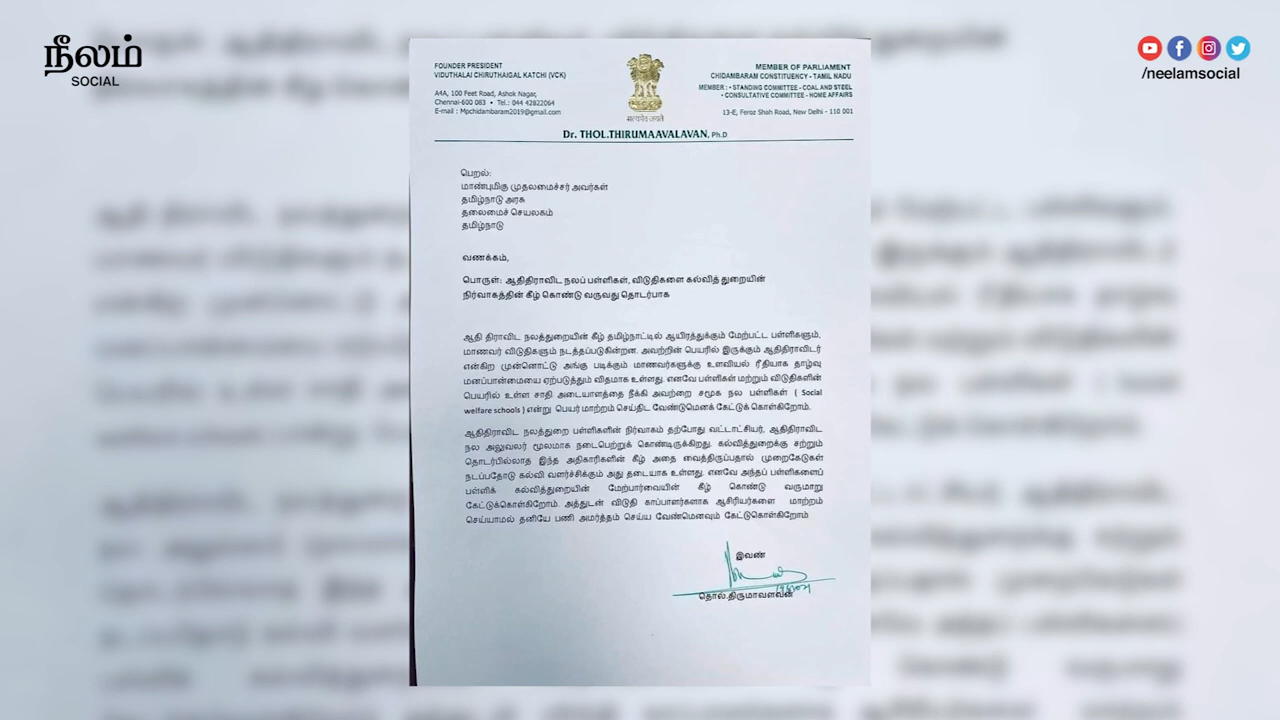 நீலம்
SOCIAL
/neelamsocial
FOUNDER PRESIDENT
VIDUTHALAI CHIRUTHAIGAL KATCHI (VCK)
A4A, 100 Feet Road, Ashok Nagar,
Chennai-600 083 • Tel.: 044 42822064
E-mail : Mpchidambaram2019@gmail.com
सत्यमेव जयते
MEMBER OF PARLIAMENT
CHIDAMBARAM CONSTITUENCY - TAMIL NADU
MEMBER : • STANDING COMMITTEE - COAL AND STEEL
• CONSULTATIVE COMMITTEE - HOME AFFAIRS
13-E, Feroz Shah Road, New Delhi - 110 001
Dr. THOL.THIRUMAAVALAVAN, Ph.D
பெறல்:
மாண்புமிகு முதலமைச்சர் அவர்கள்
தமிழ்நாடு அரசு
தலைமைச் செயலகம்
தமிழ்நாடு
வணக்கம்,
பொருள்: ஆதிதிராவிட நலப் பள்ளிகள், விடுதிகளை கல்வித் துறையின்
நிர்வாகத்தின் கீழ் கொண்டு வருவது தொடர்பாக
ஆதி திராவிட நலத்துறையின் கீழ் தமிழ்நாட்டில் ஆயிரத்துக்கும் மேற்பட்ட பள்ளிகளும்,
மாணவர் விடுதிகளும் நடத்தப்படுகின்றன. அவற்றின் பெயரில் இருக்கும் ஆதிதிராவிடர்
என்கிற முன்னொட்டு அங்கு படிக்கும் மாணவர்களுக்கு உளவியல் ரீதியாக தாழ்வு
மனப்பான்மையை ஏற்படுத்தும் விதமாக உள்ளது. எனவே பள்ளிகள் மற்றும் விடுதிகளின்
பெயரில் உள்ள சாதி அடையாளத்தை நீக்கி அவற்றை சமூக நல பள்ளிகள் ( Social
welfare schools ) என்று பெயர் மாற்றம் செய்திட வேண்டுமெனக் கேட்டுக் கொள்கிறோம்.
ஆதிதிராவிட நலத்துறை பள்ளிகளின் நிர்வாகம் தற்போது வட்டாட்சியர், ஆதிதிராவிட
நல அலுவலர் மூலமாக நடைபெற்றுக் கொண்டிருக்கிறது. கல்வித்துறைக்கு சற்றும்
தொடர்பில்லாத இந்த அதிகாரிகளின் கீழ் அதை வைத்திருப்பதால் முறைகேடுகள்
நடப்பதோடு கல்வி வளர்ச்சிக்கும் அது தடையாக உள்ளது. எனவே அந்தப் பள்ளிகளைப்
பள்ளிக் கல்வித்துறையின் மேற்பார்வையின் கீழ் கொண்டு வருமாறு
கேட்டுக்கொள்கிறோம். அத்துடன் விடுதி காப்பாளர்களாக ஆசிரியர்களை மாற்றம்
செய்யாமல் தனியே பணி அமர்த்தம் செய்ய வேண்மெனவும் கேட்டுகொள்கிறோம்
இவண்
தொல்.திருமாவளவன்